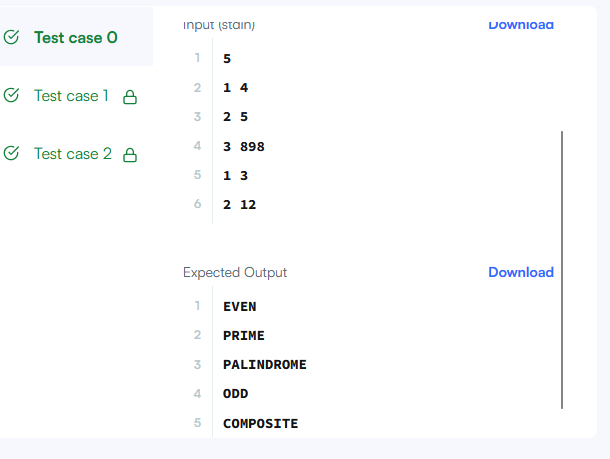 Test case 0
Test case 1
Test case 2
Input (stdin)
Download
1 5
2 1 4
3 2 5
4 3 898
5 1 3
6 2 12
Expected Output
Download
1 EVEN
2 PRIME
3 PALINDROME
4 ODD
5 COMPOSITE